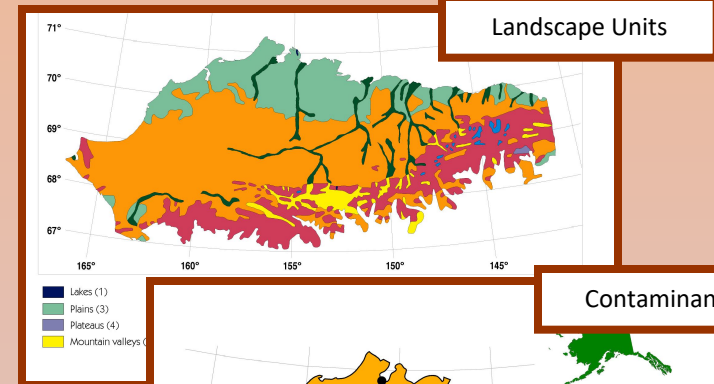 Landscape Units
71°
70°
69°
68°
67°
165° 160° 155° 150° 145°
Lakes (1)
Plains (3)
Plateaus (4)
Mountain valleys